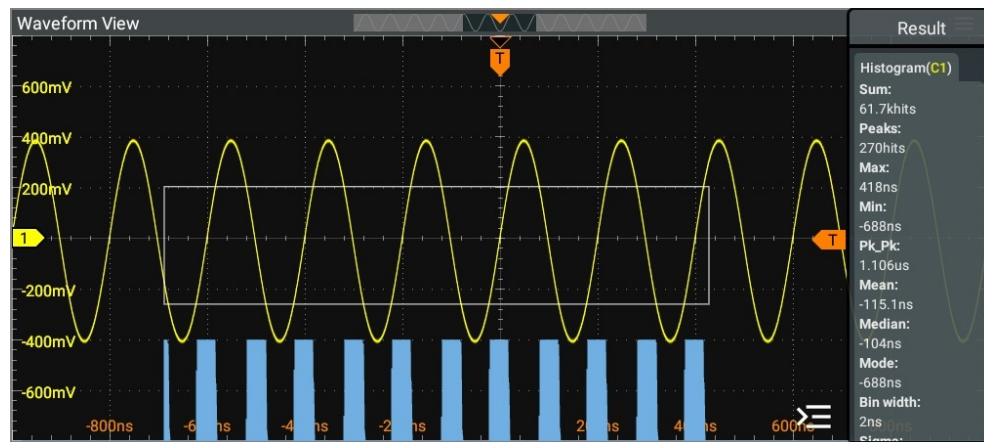 Waveform View
T
600mV
400mV
200mV
1
T
-200mV
-400mV
-600mV
-800ns
600ns
Result
Histogram(C1)
Sum:
61.7khits
Peaks:
270hits
Max:
418ns
Min:
-688ns
Pk_Pk:
1.106us
Mean:
-115.1ns
Median:
-104ns
Mode:
-688ns
Bin width:
2ns
Sigma: